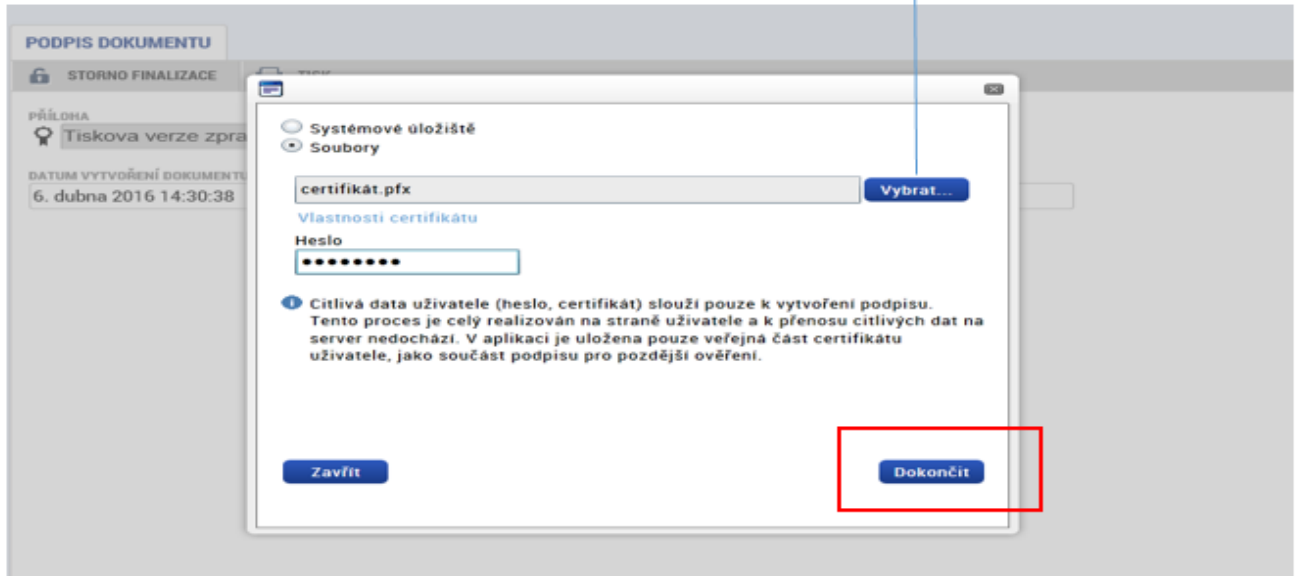 PODPIS DOKUMENTU
STORNO FINALIZACE
TISK
PŘÍLOHA
Tiskova verze zpra
DATUM VYTVOŘENÍ DOKUMENTU
6. dubna 2016 14:30:38
Systémové úložiště
Soubory
certifikát.pfx
Vybrat...
Vlastnosti certifikátu
Heslo
••••••••
Citlivá data uživatele (heslo, certifikát) slouží pouze k vytvoření podpisu.
Tento proces je celý realizován na straně uživatele a k přenosu citlivých dat na
server nedochází. V aplikaci je uložena pouze veřejná část certifikátu
uživatele, jako součást podpisu pro pozdější ověření.
Zavřít
Dokončit